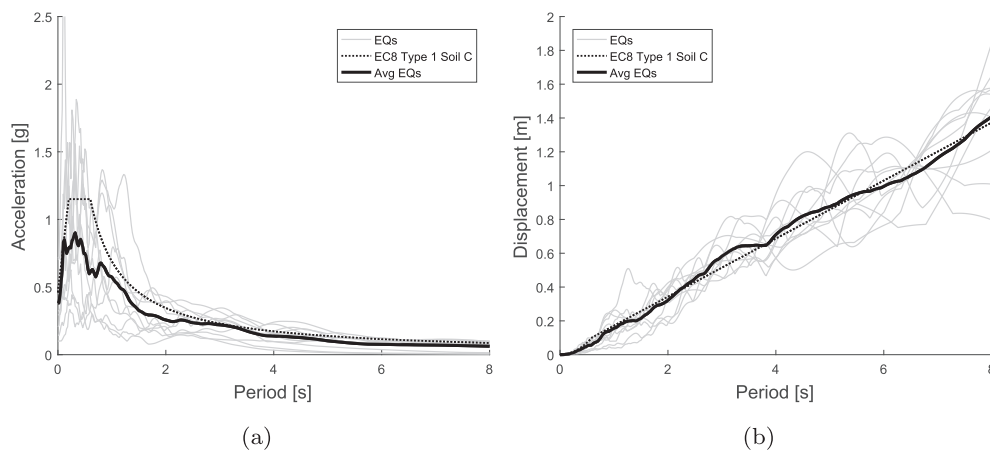 2.5
2
1.5
1
0.5
0
Acceleration [g]
EQs
EC8 Type 1 Soil C
Avg EQs
0 2 4 6 8
Period [s]
(a)
2
1.8
1.6
1.4
1.2
1
0.8
0.6
0.4
0.2
0
Displacement [m]
EQs
EC8 Type 1 Soil C
Avg EQs
0 2 4 6 8
Period [s]
(b)